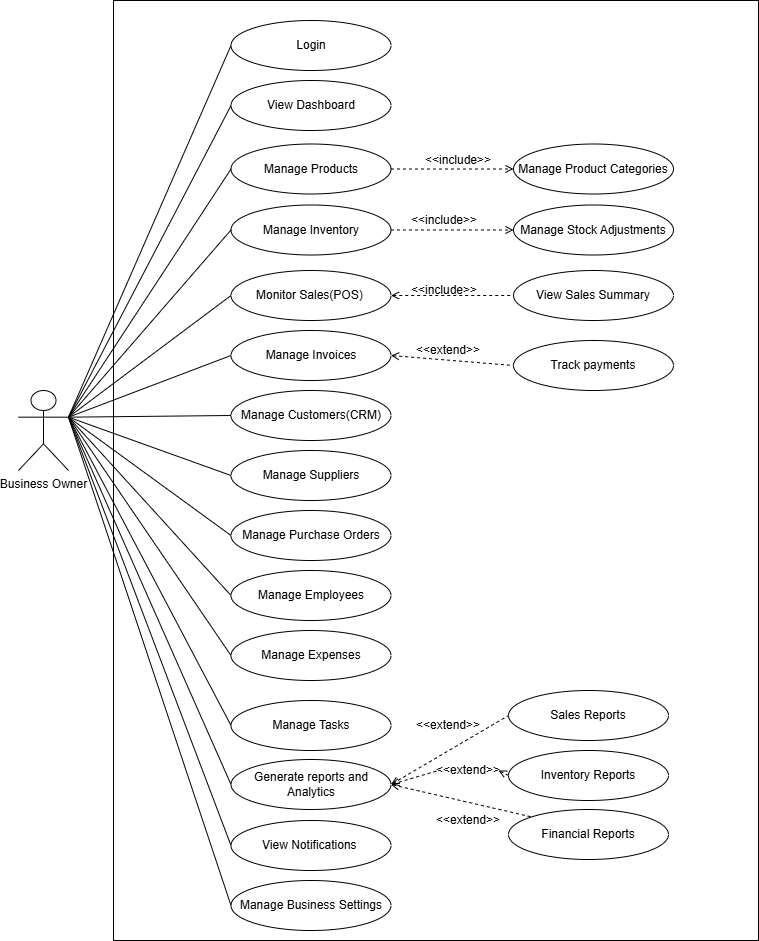 Login
View Dashboard
Manage Products
<<include>>
Manage Product Categories
Manage Inventory
<<include>>
Manage Stock Adjustments
Monitor Sales(POS)
<<include>>
View Sales Summary
Manage Invoices
<<extend>>
Track payments
Manage Customers(CRM)
Manage Suppliers
Business Owner
Manage Purchase Orders
Manage Employees
Manage Expenses
Manage Tasks
<<extend>>
Sales Reports
Generate reports and
Analytics
<<extend>>
Inventory Reports
<<extend>>
Financial Reports
View Notifications
Manage Business Settings